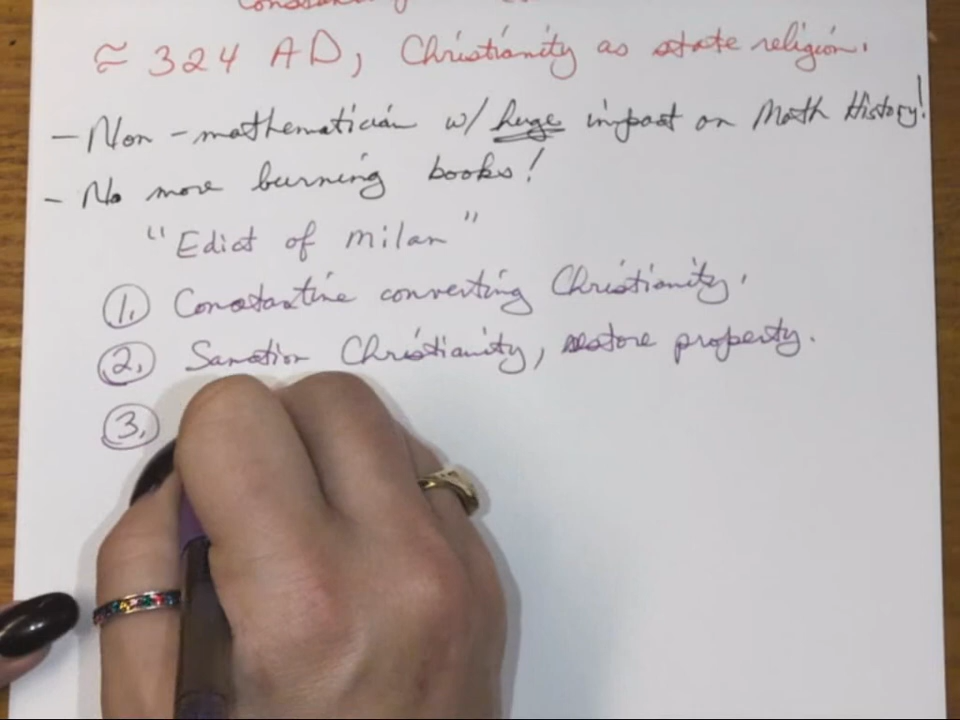 ≈ 324 AD, Christianity as state religion.
- Non-mathematician w/ huge impact on Math History!
- No more burning books!
"Edict of Milan"
1. Constantine converting Christianity.
2. Sanction Christianity, restore property.
3.